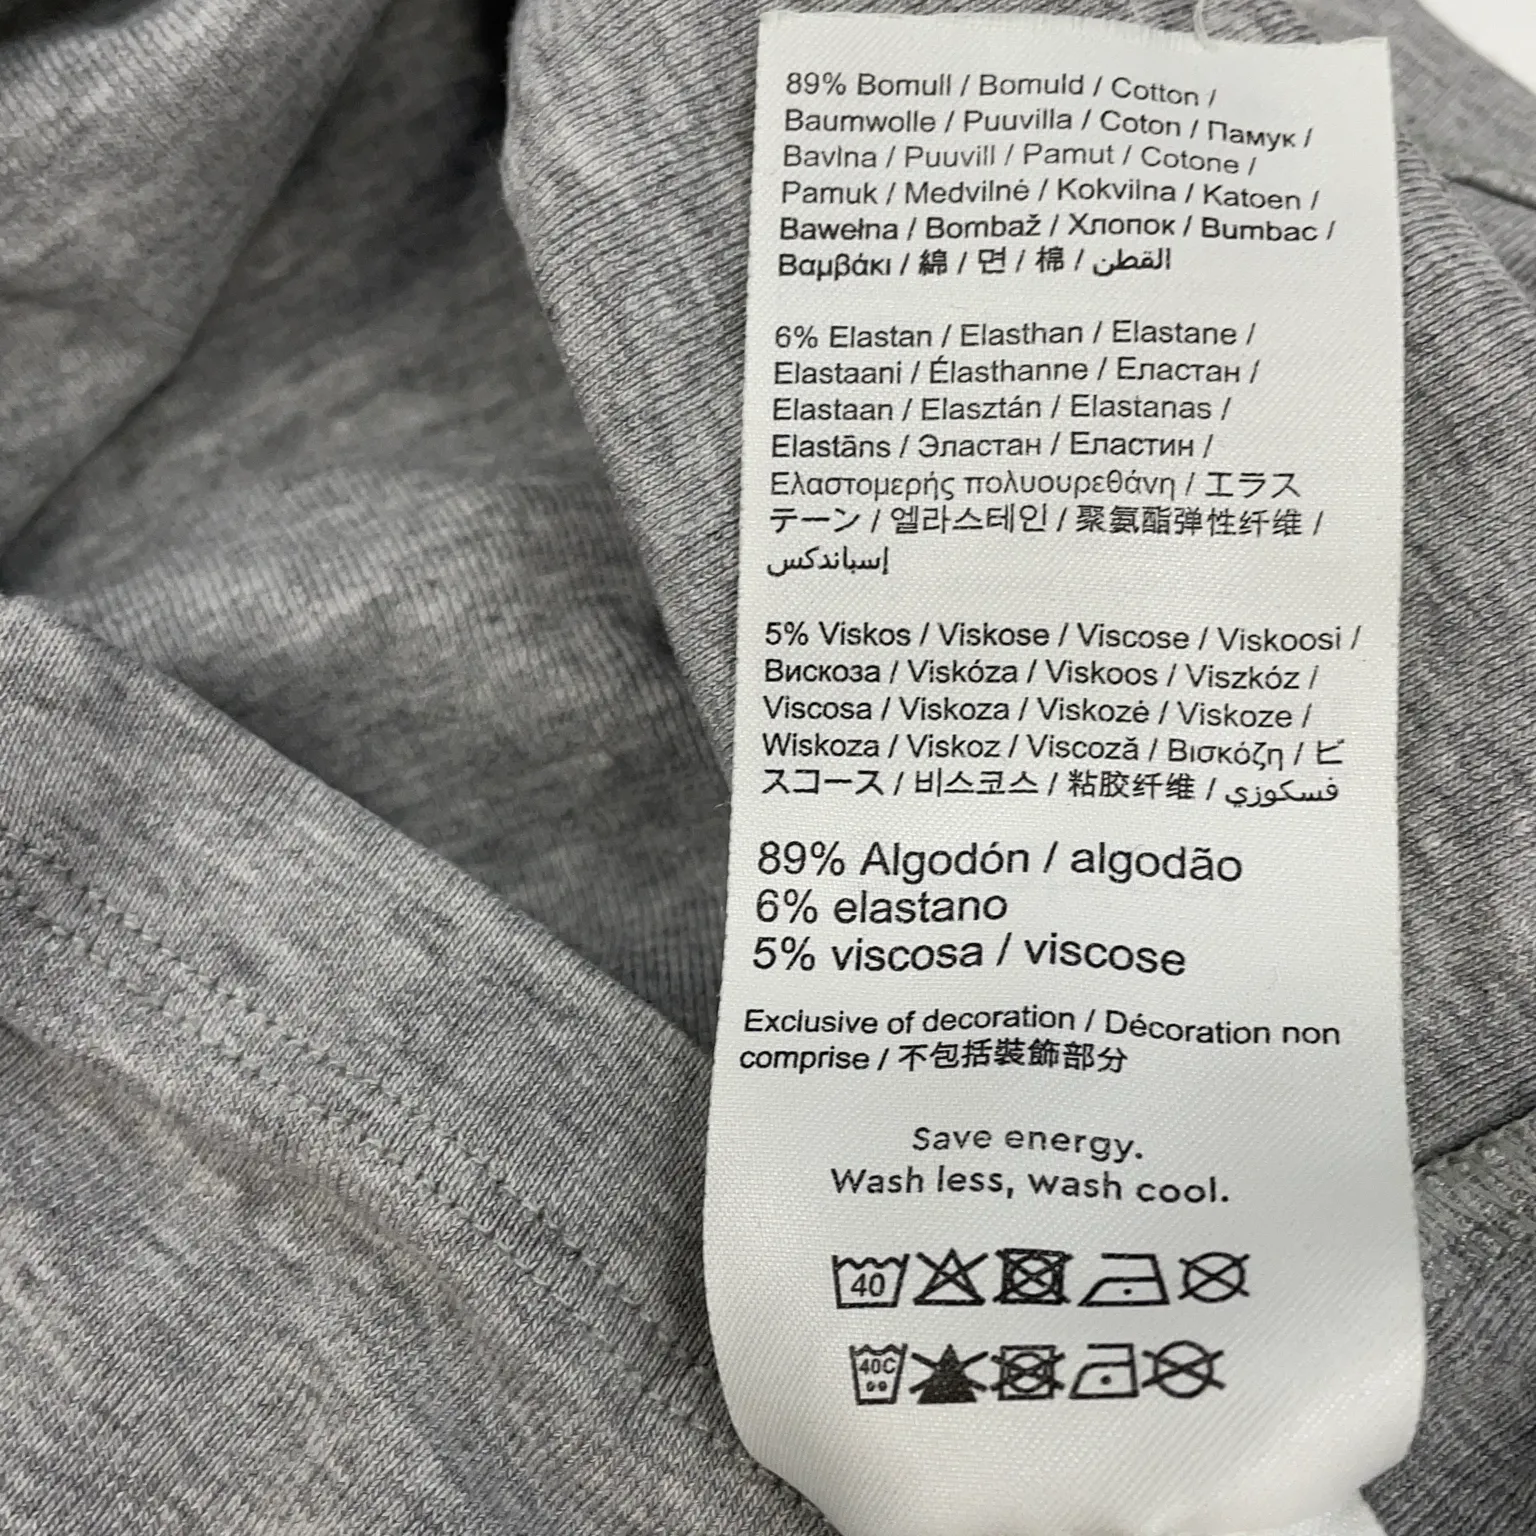 89% Bomull / Bomuld / Cotton /
Baumwolle / Puuvilla / Coton / Памук /
Bavlna / Puuvill / Pamut / Cotone /
Pamuk / Medvilnė / Kokvilna / Katoen /
Bawełna / Bombaž / Хлопок / Bumbac /
Βαμβάκι / 綿 / 면 / 棉 / القطن
6% Elastan / Elasthan / Elastane /
Elastaani / Élasthanne / Еластан /
Elastaan / Elasztán / Elastanas /
Elastāns / Эластан / Еластин /
Ελαστομερής πολυουρεθάνη / エラス
テーン / 엘라스테인 / 聚氨酯弹性纤维 /
إسباندكس
5% Viskos / Viskose / Viscose / Viskoosi /
Вискоза / Viskóza / Viskoos / Viszkóz /
Viscosa / Viskoza / Viskozė / Viskoze /
Wiskoza / Viskoz / Viscoză / Βισκόζη / ビ
スコース / 비스코스 / 粘胶纤维 / فسكوزي
89% Algodón / algodão
6% elastano
5% viscosa / viscose
Exclusive of decoration / Décoration non
comprise / 不包括裝飾部分
Save energy.
Wash less, wash cool.
40
40C